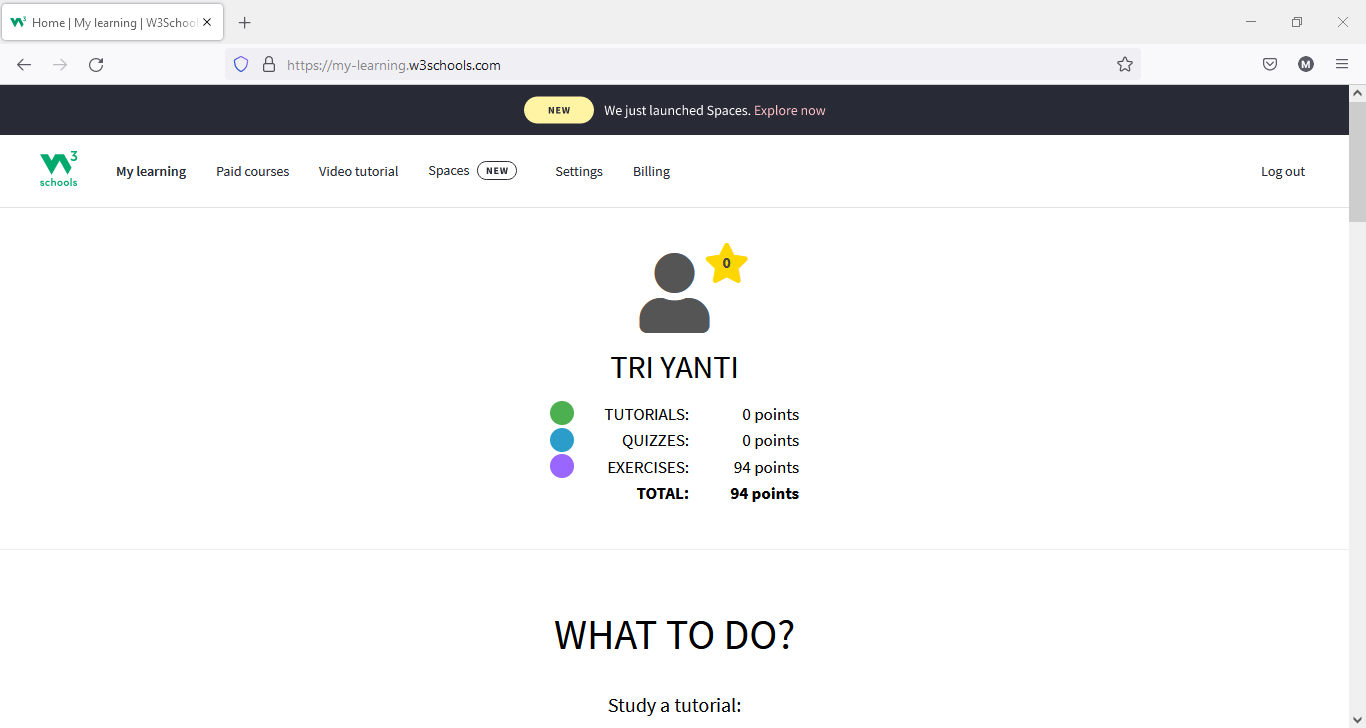 Home | My learning | W3School
https://my-learning.w3schools.com
M
NEW We just launched Spaces. Explore now
W3 schools
My learning Paid courses Video tutorial Spaces NEW Settings Billing Log out
0
TRI YANTI
TUTORIALS: 0 points
QUIZZES: 0 points
EXERCISES: 94 points
TOTAL: 94 points
WHAT TO DO?
Study a tutorial: